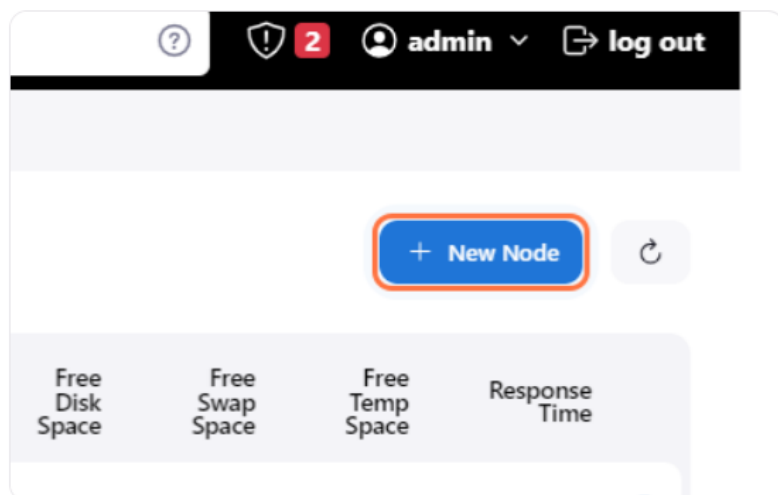 2 admin log out
+ New Node
Free Disk Space
Free Swap Space
Free Temp Space
Response Time